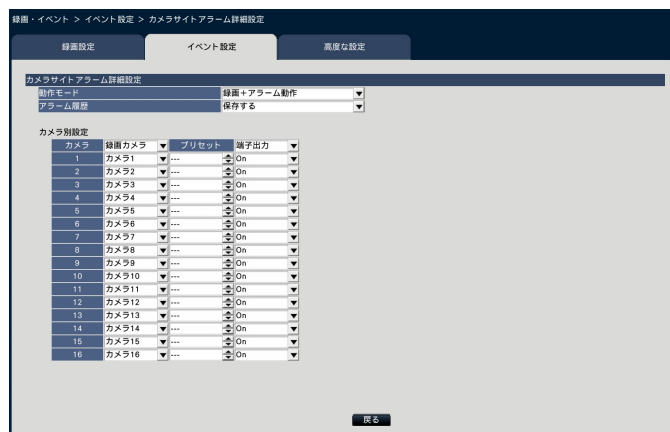 録画・イベント > イベント設定 > カメラサイトアラーム詳細設定
録画設定 イベント設定 高度な設定
カメラサイトアラーム詳細設定
動作モード 録画＋アラーム動作
アラーム履歴 保存する
カメラ別設定
カメラ 録画カメラ プリセット 端子出力
1 カメラ1 --- On
2 カメラ2 --- On
3 カメラ3 --- On
4 カメラ4 --- On
5 カメラ5 --- On
6 カメラ6 --- On
7 カメラ7 --- On
8 カメラ8 --- On
9 カメラ9 --- On
10 カメラ10 --- On
11 カメラ11 --- On
12 カメラ12 --- On
13 カメラ13 --- On
14 カメラ14 --- On
15 カメラ15 --- On
16 カメラ16 --- On
戻る